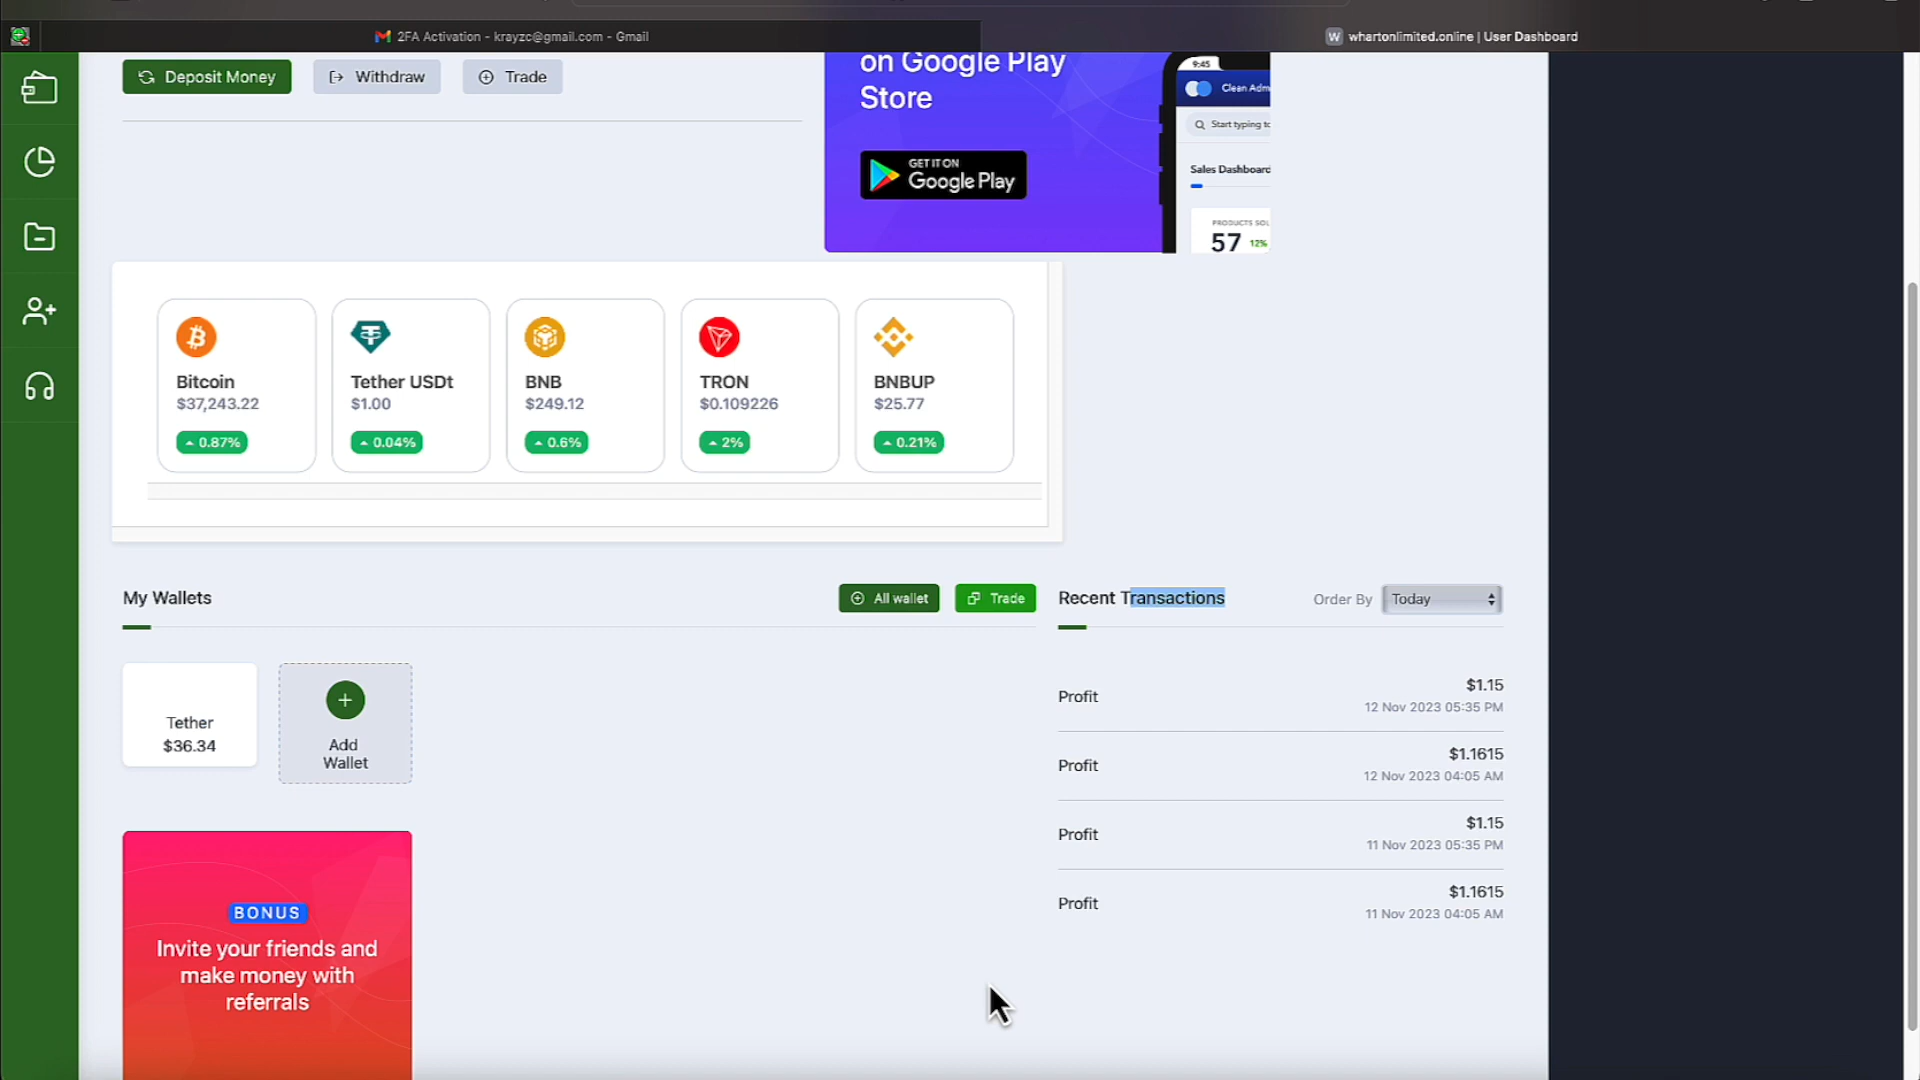 2FA Activation - krayzc@gmail.com - Gmail
W
whartonlimited.online | User Dashboard
Deposit Money
Withdraw
Trade
on Google Play
Store
GET IT ON
Google Play
9:45
Clean Adm
Start typing to
Sales Dashboard
PRODUCTS SOL
57 12%
Bitcoin
$37,243.22
0.87%
Tether USDt
$1.00
0.04%
BNB
$249.12
0.6%
TRON
$0.109226
2%
BNBUP
$25.77
0.21%
My Wallets
All wallet
Trade
Tether
$36.34
Add
Wallet
BONUS
Invite your friends and
make money with
referrals
Recent Transactions
Order By
Today
Profit
$1.15
12 Nov 2023 05:35 PM
Profit
$1.1615
12 Nov 2023 04:05 AM
Profit
$1.15
11 Nov 2023 05:35 PM
Profit
$1.1615
11 Nov 2023 04:05 AM